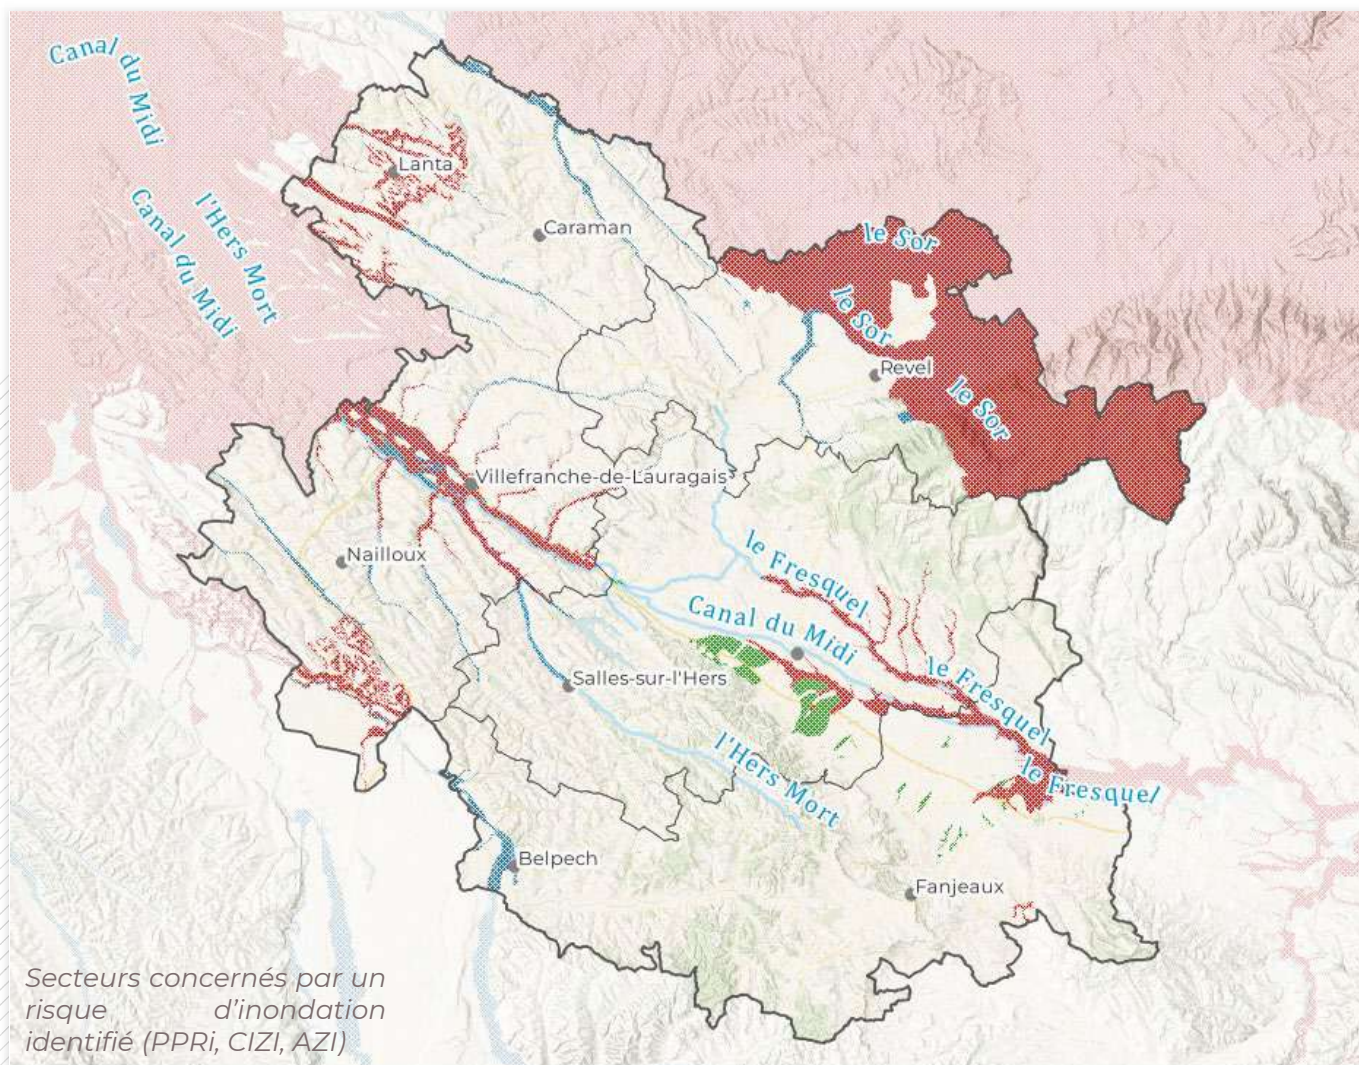 Canal du Midi
Canal du Midi
l'Hers Mort
Lanta
Caraman
le Sor
le Sor
Revel
le Sor
Villefranche-de-Lauragais
Nailloux
le Fresquel
Canal du Midi
le Fresquel
Salles-sur-l'Hers
l'Hers Mort
le Fresquel
Belpech
Fanjeaux
Secteurs concernés par un
risque d'inondation
identifié (PPRi, CIZI, AZI)